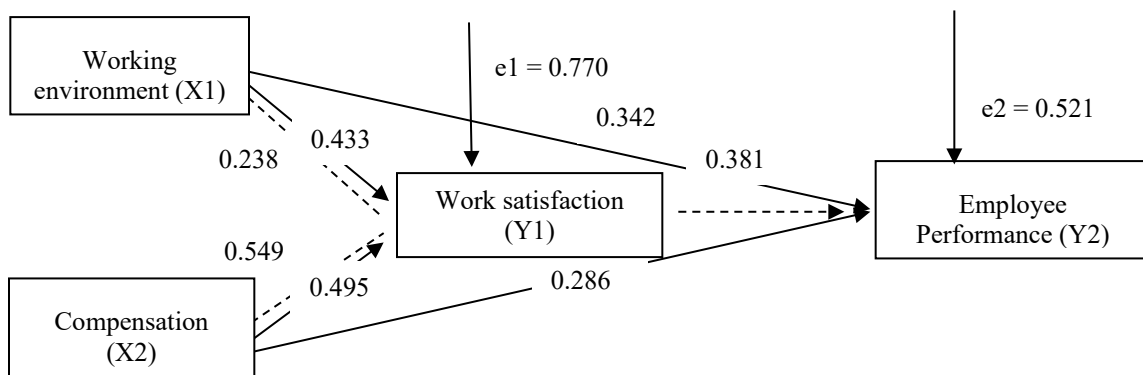 Working
environment (X1)
e1 = 0.770
e2 = 0.521
0.342
0.433
0.238
0.381
Work satisfaction
(Y1)
Employee
Performance (Y2)
0.549
0.495
0.286
Compensation
(X2)